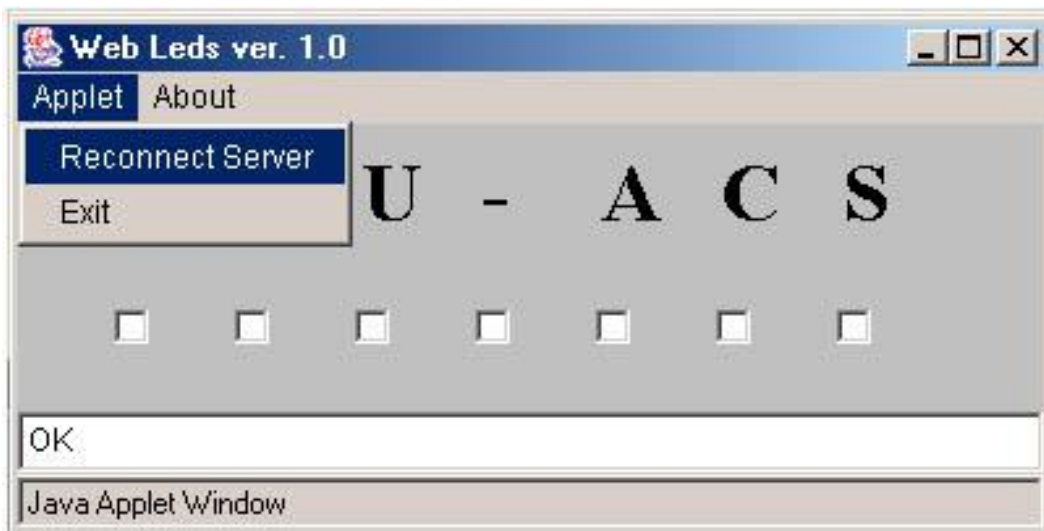 Web Leds ver. 1.0
Applet About
Reconnect Server
Exit
U - A C S
OK
Java Applet Window